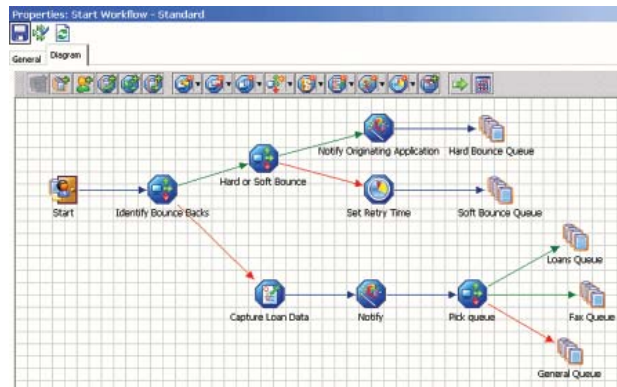 Properties: Start Workflow - Standard
General Diagram
Notify Originating Application Hard Bounce Queue
Hard or Soft Bounce
Start Identify Bounce Backs Set Retry Time Soft Bounce Queue
Loans Queue
Capture Loan Data Notify Pick queue Fax Queue
General Queue